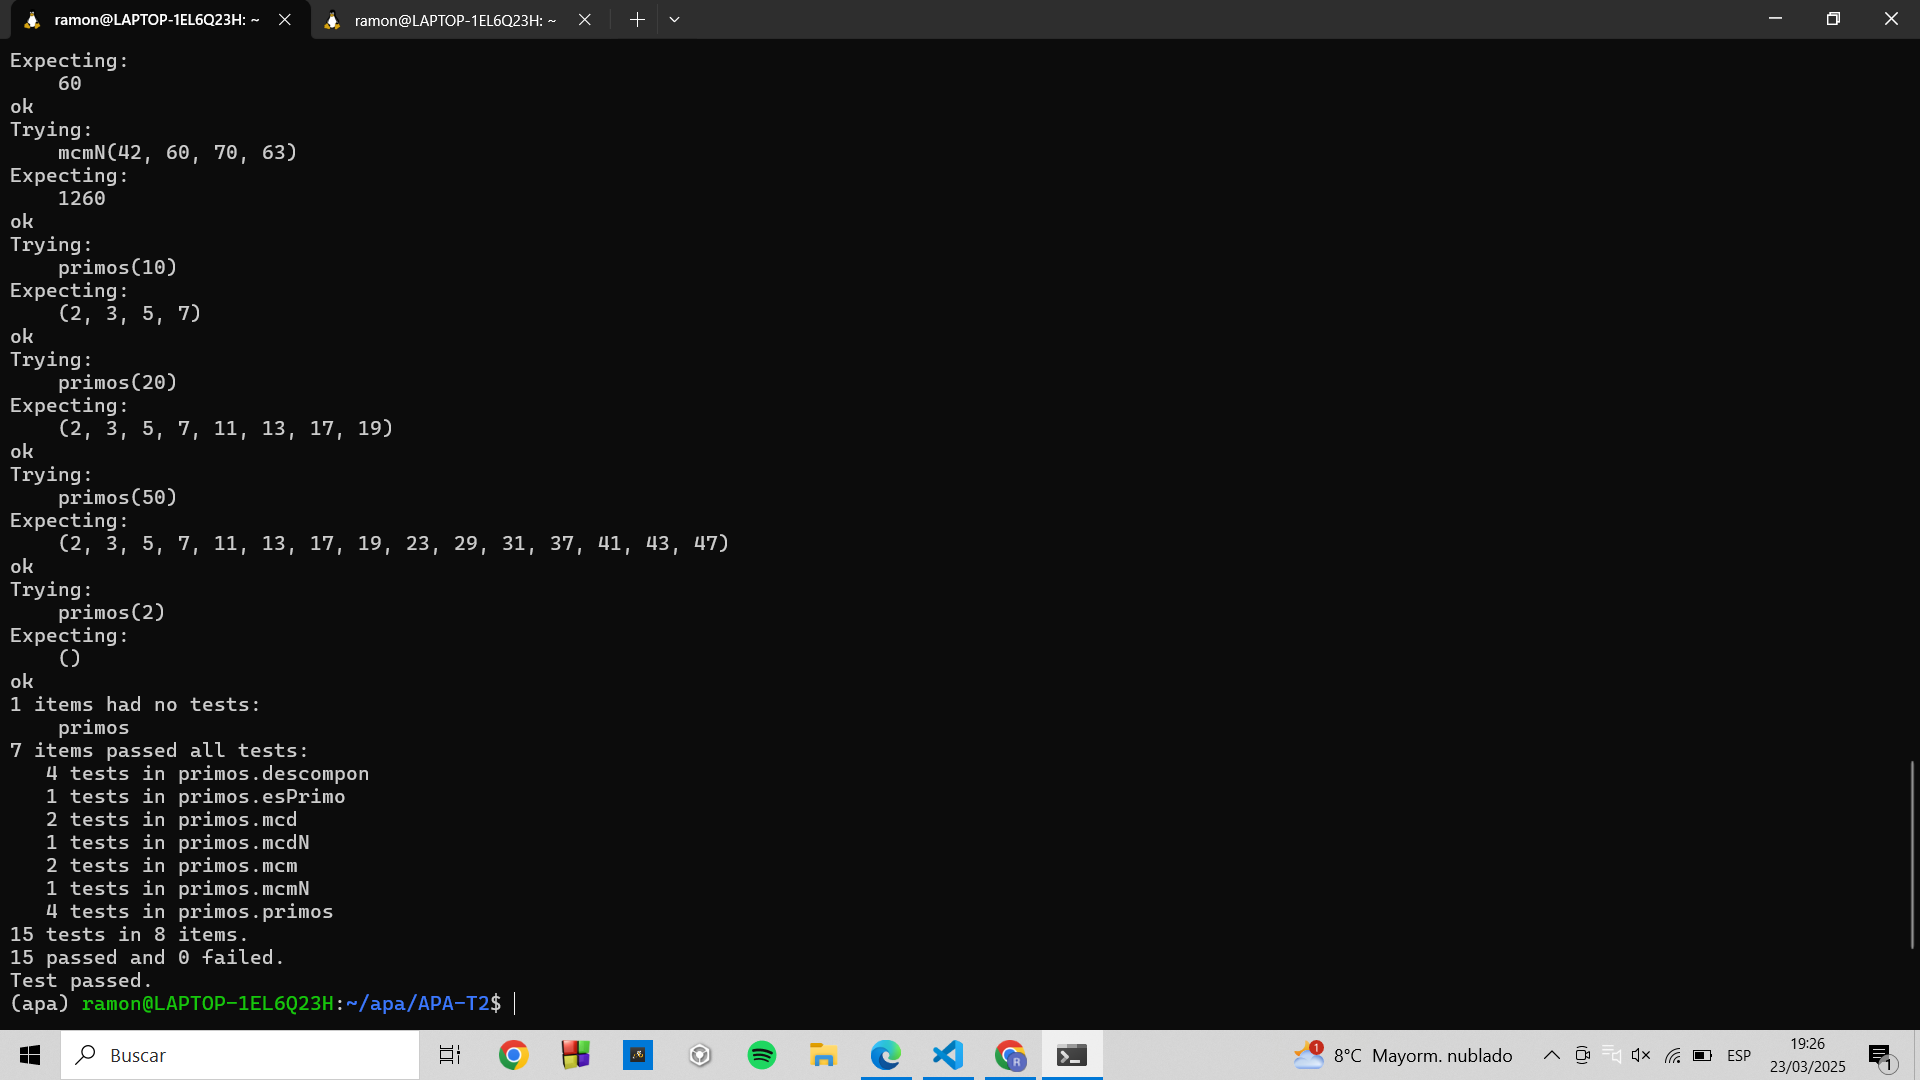 ramon@LAPTOP-1EL6Q23H: ~
ramon@LAPTOP-1EL6Q23H: ~
Expecting:
    60
ok
Trying:
    mcmN(42, 60, 70, 63)
Expecting:
    1260
ok
Trying:
    primos(10)
Expecting:
    (2, 3, 5, 7)
ok
Trying:
    primos(20)
Expecting:
    (2, 3, 5, 7, 11, 13, 17, 19)
ok
Trying:
    primos(50)
Expecting:
    (2, 3, 5, 7, 11, 13, 17, 19, 23, 29, 31, 37, 41, 43, 47)
ok
Trying:
    primos(2)
Expecting:
    ()
ok
1 items had no tests:
    primos
7 items passed all tests:
   4 tests in primos.descompon
   1 tests in primos.esPrimo
   2 tests in primos.mcd
   1 tests in primos.mcdN
   2 tests in primos.mcm
   1 tests in primos.mcmN
   4 tests in primos.primos
15 tests in 8 items.
15 passed and 0 failed.
Test passed.
(apa) ramon@LAPTOP-1EL6Q23H:~/apa/APA-T2$
Buscar
R
1
8°C Mayorm. nublado
ESP
19:26
23/03/2025
1